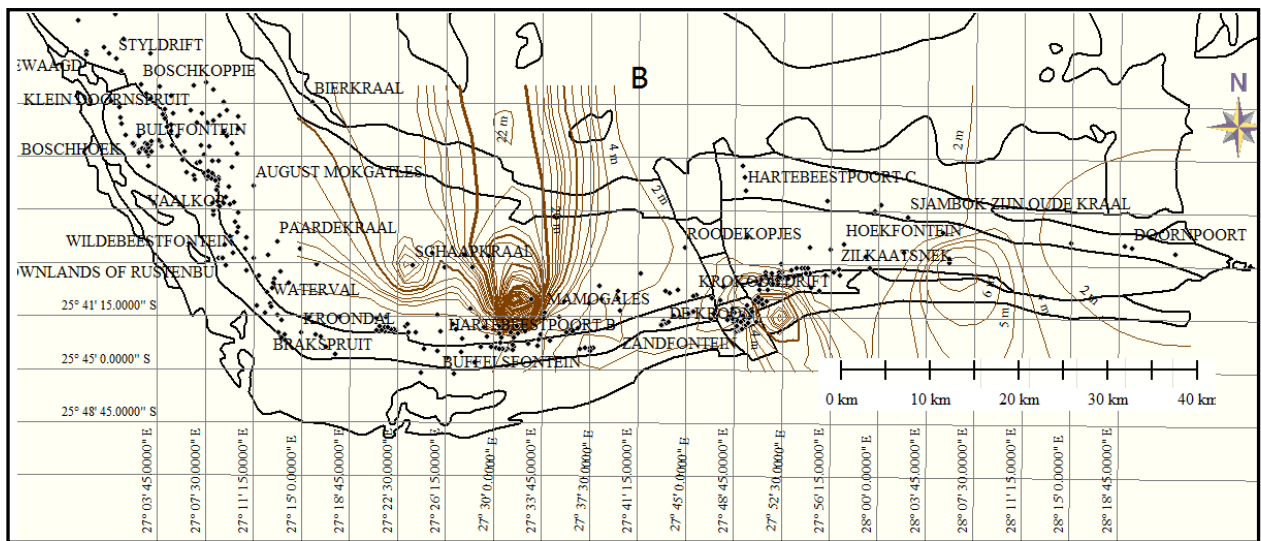 B
N
STYLDRIFT
EWAAGD
BOSCHKOPPIE
BIERKRAAL
KLEIN DOORNSPRUIT
BULTFONTEIN
22 m
4 m
2 m
BOSCHHOEK
AUGUST MOKGATLES
HARTEBEESTPOORT C
2 m
VAALKOP
SJAMBOK ZIJN OUDE KRAAL
PAARDEKRAAL
WILDEBEESTFONTEIN
ROODEKOPJES
HOEKFONTEIN
DOORNPOORT
SCHAAPKRAAL
ZILKAATSNEK
OWNLANDS OF RUSTENBU
WATERVAL
KROKODILDRIFT
6 m
2 m
25° 41' 15.0000" S
MAMOGALES
4 m
KROONDAL
HARTEBEESTPOORT B
DE KROON
5 m
BRAKSPRUIT
ZANDFONTEIN
4 m
25° 45' 0.0000" S
BUFFELSFONTEIN
25° 48' 45.0000" S
0 km
10 km
20 km
30 km
40 km
27° 03' 45.0000" E
27° 07' 30.0000" E
27° 11' 15.0000" E
27° 15' 0.0000" E
27° 18' 45.0000" E
27° 22' 30.0000" E
27° 26' 15.0000" E
27° 30' 0.0000" E
27° 33' 45.0000" E
27° 37' 30.0000" E
27° 41' 15.0000" E
27° 45' 0.0000" E
27° 48' 45.0000" E
27° 52' 30.0000" E
27° 56' 15.0000" E
28° 00' 0.0000" E
28° 03' 45.0000" E
28° 07' 30.0000" E
28° 11' 15.0000" E
28° 15' 0.0000" E
28° 18' 45.0000" E